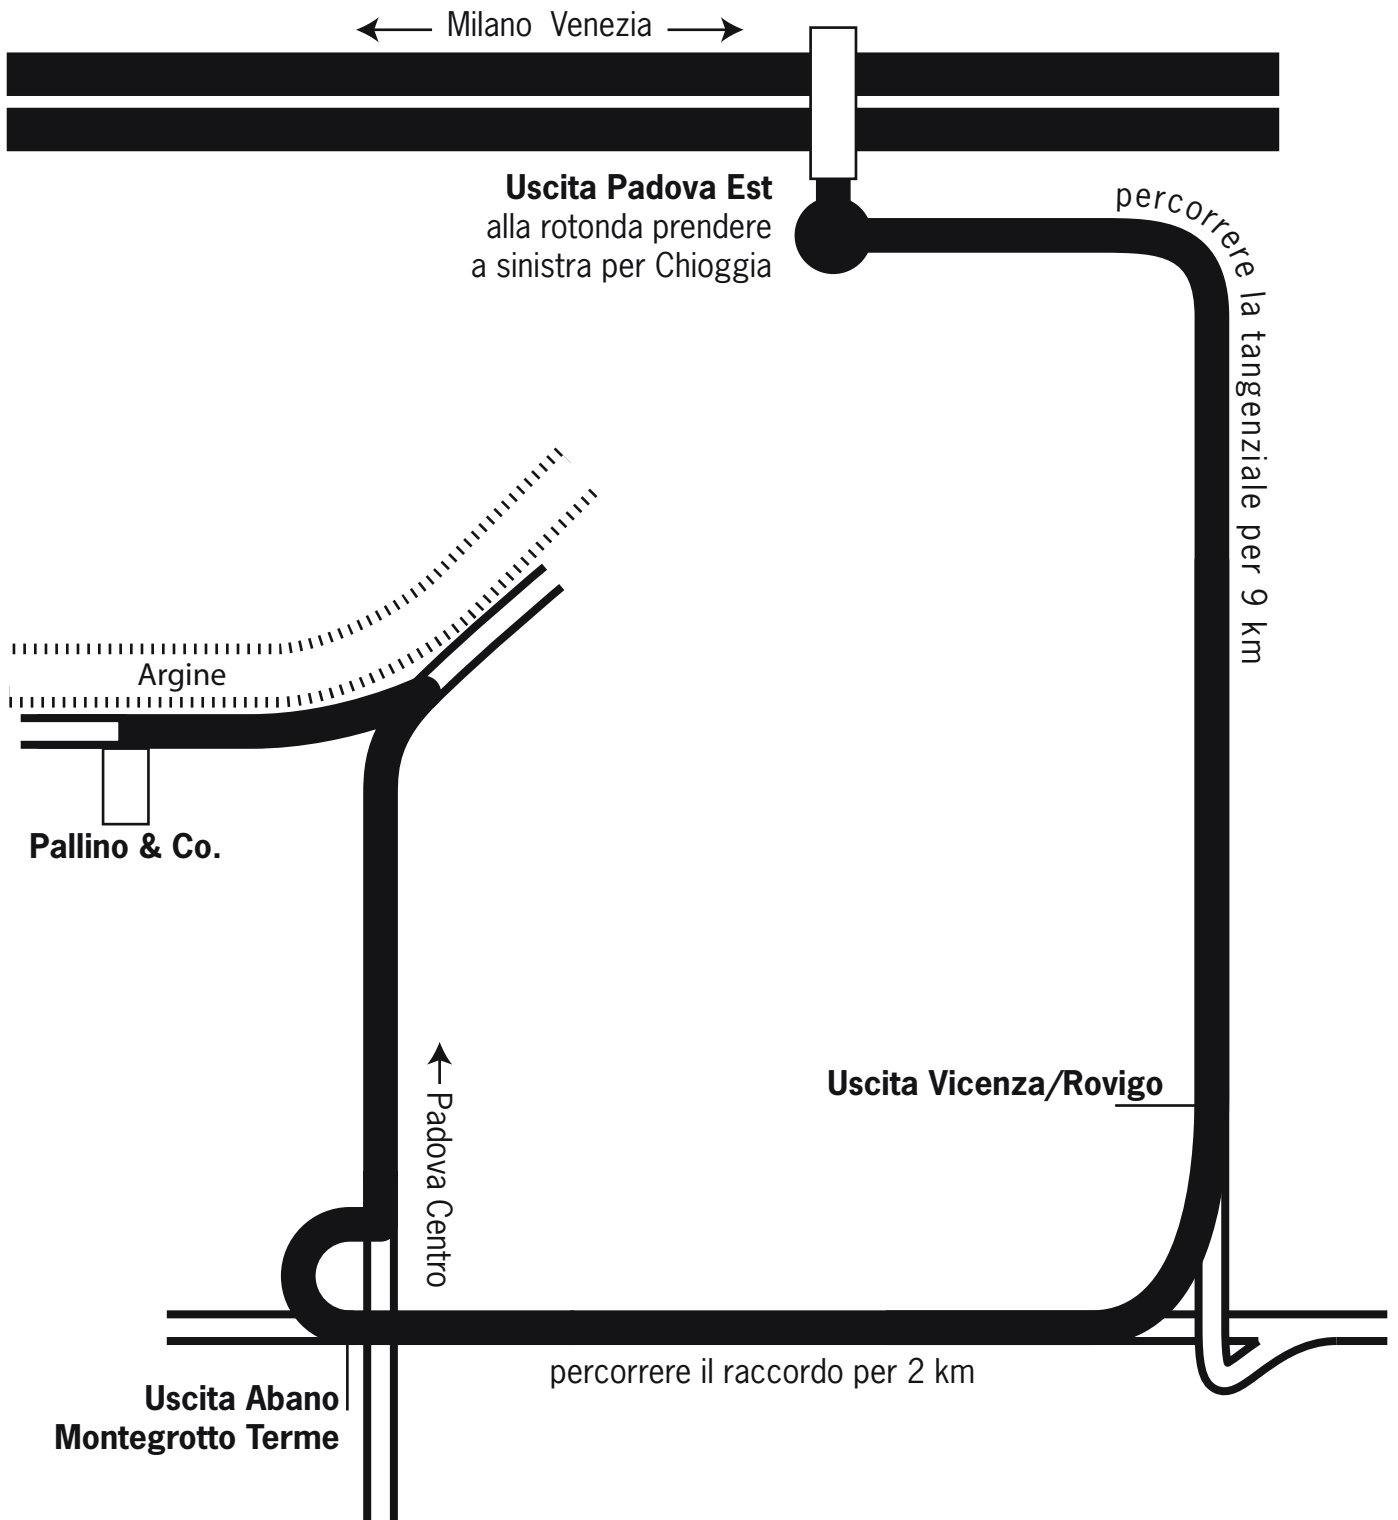 Milano Venezia
Uscita Padova Est
alla rotonda prendere
a sinistra per Chioggia
percorrere la tangenziale per 9 km
Argine
Pallino & Co.
Padova Centro
Uscita Vicenza/Rovigo
percorrere il raccordo per 2 km
Uscita Abano
Montegrotto Terme